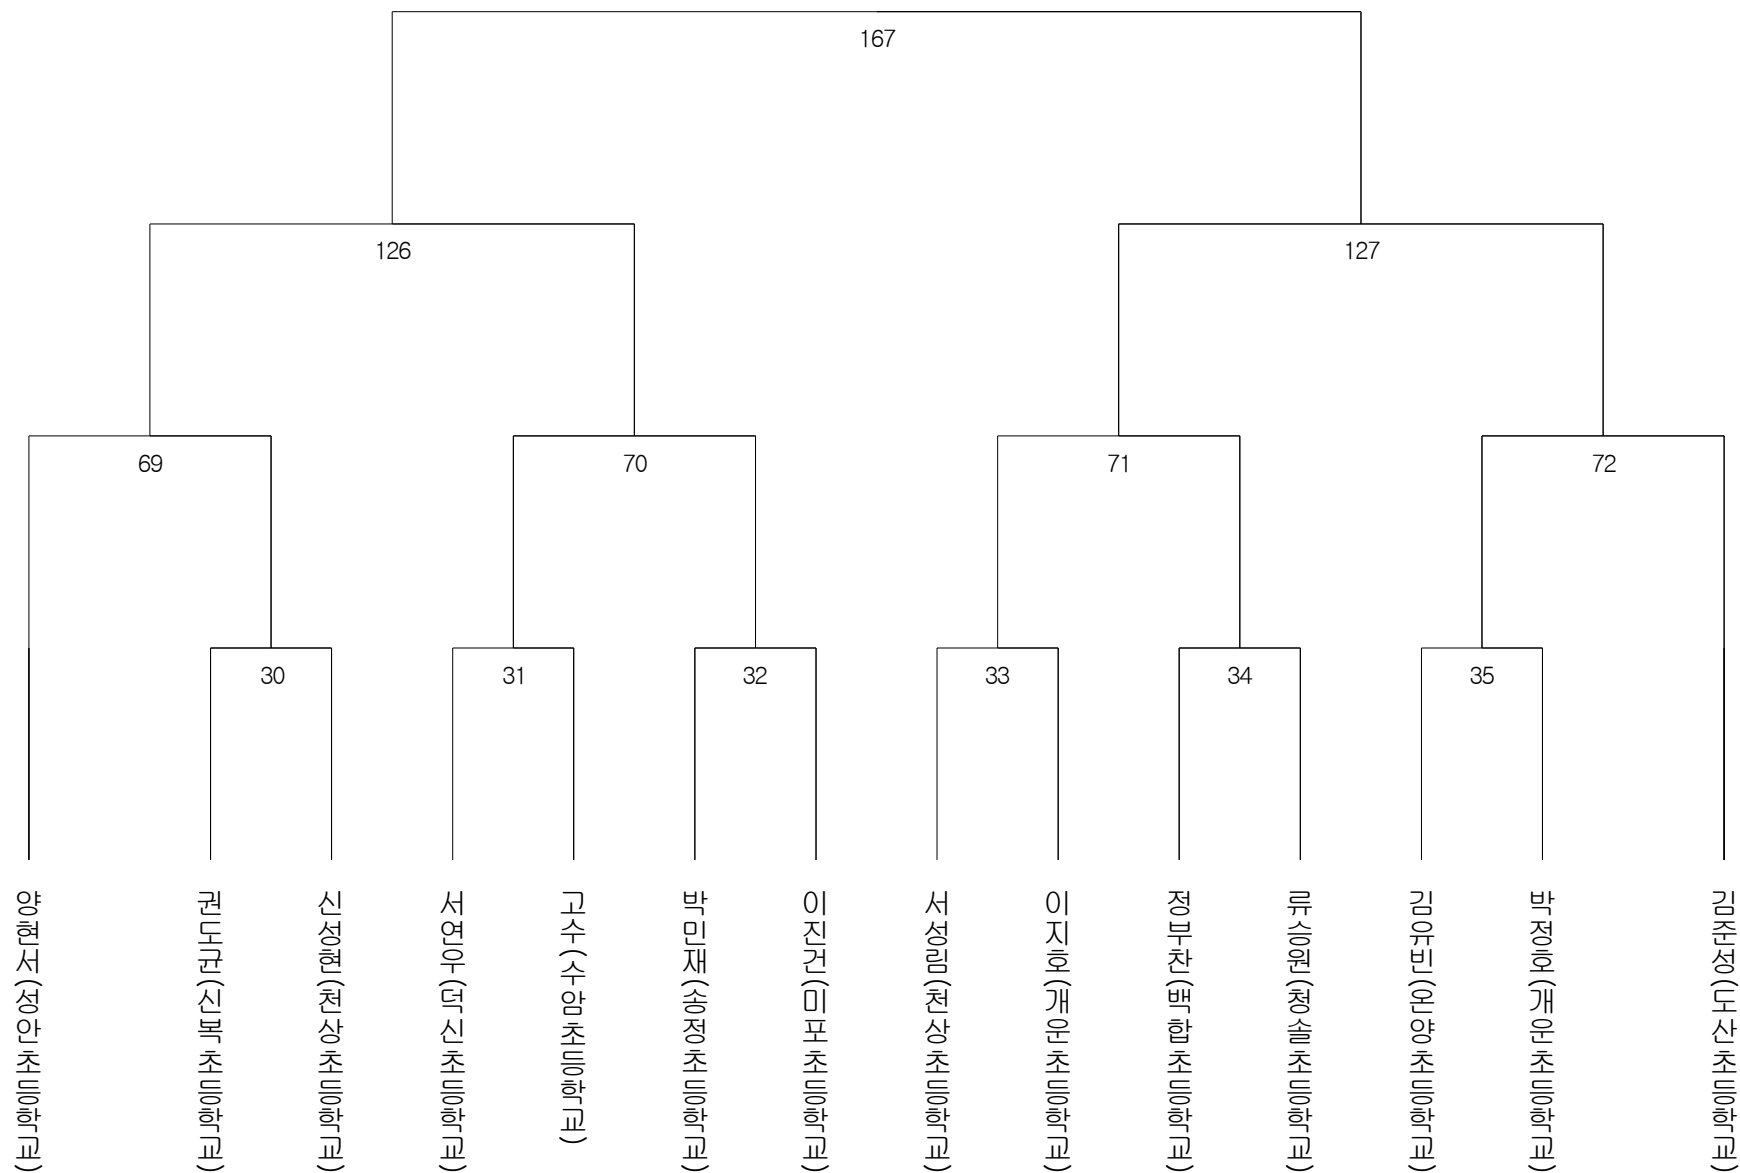 167
126
127
69
70
71
72
30
31
32
33
34
35
양현서(성안초등학교)
권도균(신복초등학교)
신성현(천상초등학교)
서연우(덕신초등학교)
고수(수암초등학교)
박민재(송정초등학교)
이진건(미포초등학교)
서성림(천상초등학교)
이지호(개운초등학교)
정부찬(백합초등학교)
류승원(청솔초등학교)
김유빈(온양초등학교)
박정호(개운초등학교)
김준성(도산초등학교)